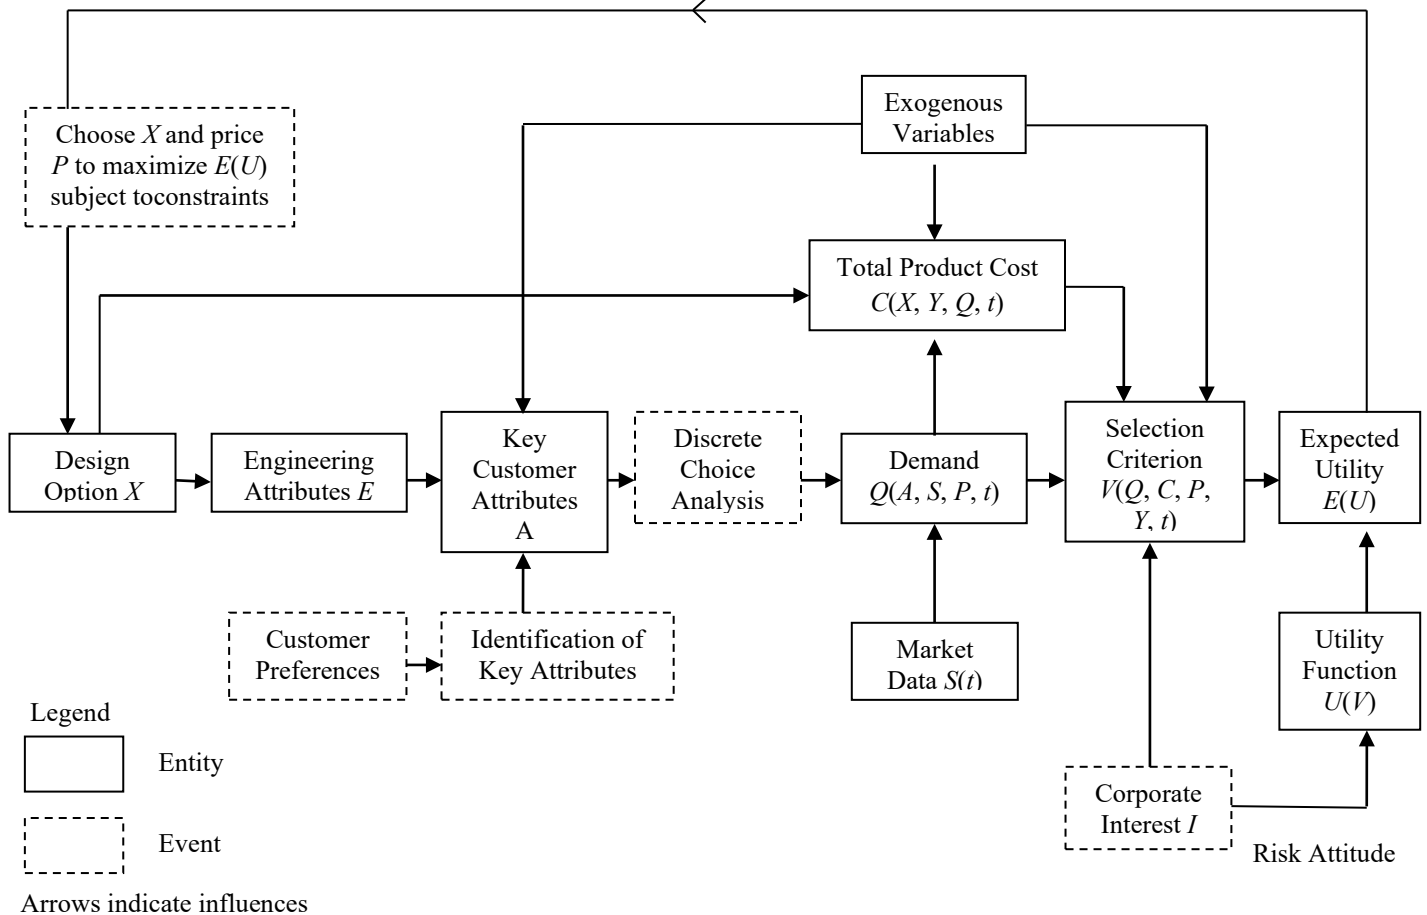 Exogenous
Variables
Choose X and price
P to maximize E(U)
subject toconstraints
Total Product Cost
C(X, Y, Q, t)
Design
Option X
Engineering
Attributes E
Key
Customer
Attributes
A
Discrete
Choice
Analysis
Demand
Q(A, S, P, t)
Selection
Criterion
V(Q, C, P,
Y, t)
Expected
Utility
E(U)
Customer
Preferences
Identification of
Key Attributes
Market
Data S(t)
Utility
Function
U(V)
Legend
Entity
Event
Corporate
Interest I
Risk Attitude
Arrows indicate influences